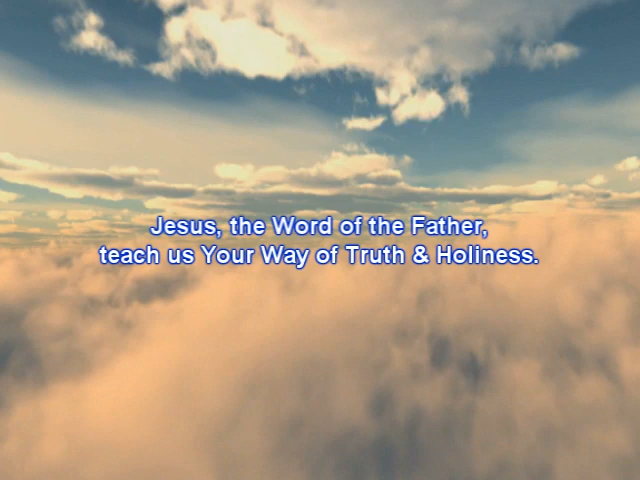 Jesus, the Word of the Father,
teach us Your Way of Truth & Holiness.